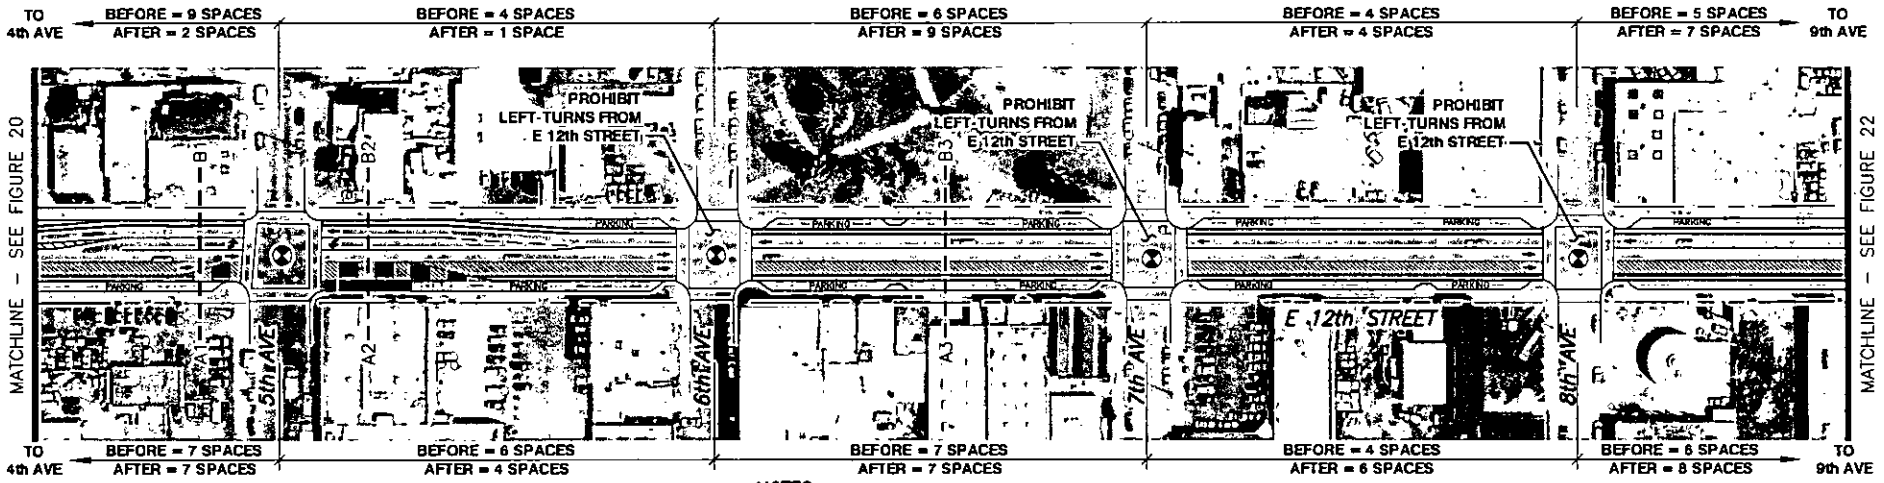 TO
4th AVE
BEFORE = 9 SPACES
AFTER = 2 SPACES
BEFORE = 4 SPACES
AFTER = 1 SPACE
BEFORE = 6 SPACES
AFTER = 9 SPACES
BEFORE = 4 SPACES
AFTER = 4 SPACES
BEFORE = 5 SPACES
AFTER = 7 SPACES
TO
9th AVE
MATCHLINE - SEE FIGURE 20
B1
B2
PROHIBIT
LEFT-TURNS FROM
E 12th STREET
B3
PROHIBIT
LEFT-TURNS FROM
E 12th STREET
PROHIBIT
LEFT-TURNS FROM
E 12th STREET
MATCHLINE - SEE FIGURE 22
PARKING
PARKING
PARKING
PARKING
PARKING
PARKING
PARKING
PARKING
PARKING
PARKING
PARKING
PARKING
A1
5th AVE
A2
6th AVE
A3
7th AVE
E 12th STREET
8th AVE
TO
4th AVE
BEFORE = 7 SPACES
AFTER = 7 SPACES
BEFORE = 6 SPACES
AFTER = 4 SPACES
BEFORE = 7 SPACES
AFTER = 7 SPACES
BEFORE = 4 SPACES
AFTER = 6 SPACES
BEFORE = 6 SPACES
AFTER = 8 SPACES
TO
9th AVE